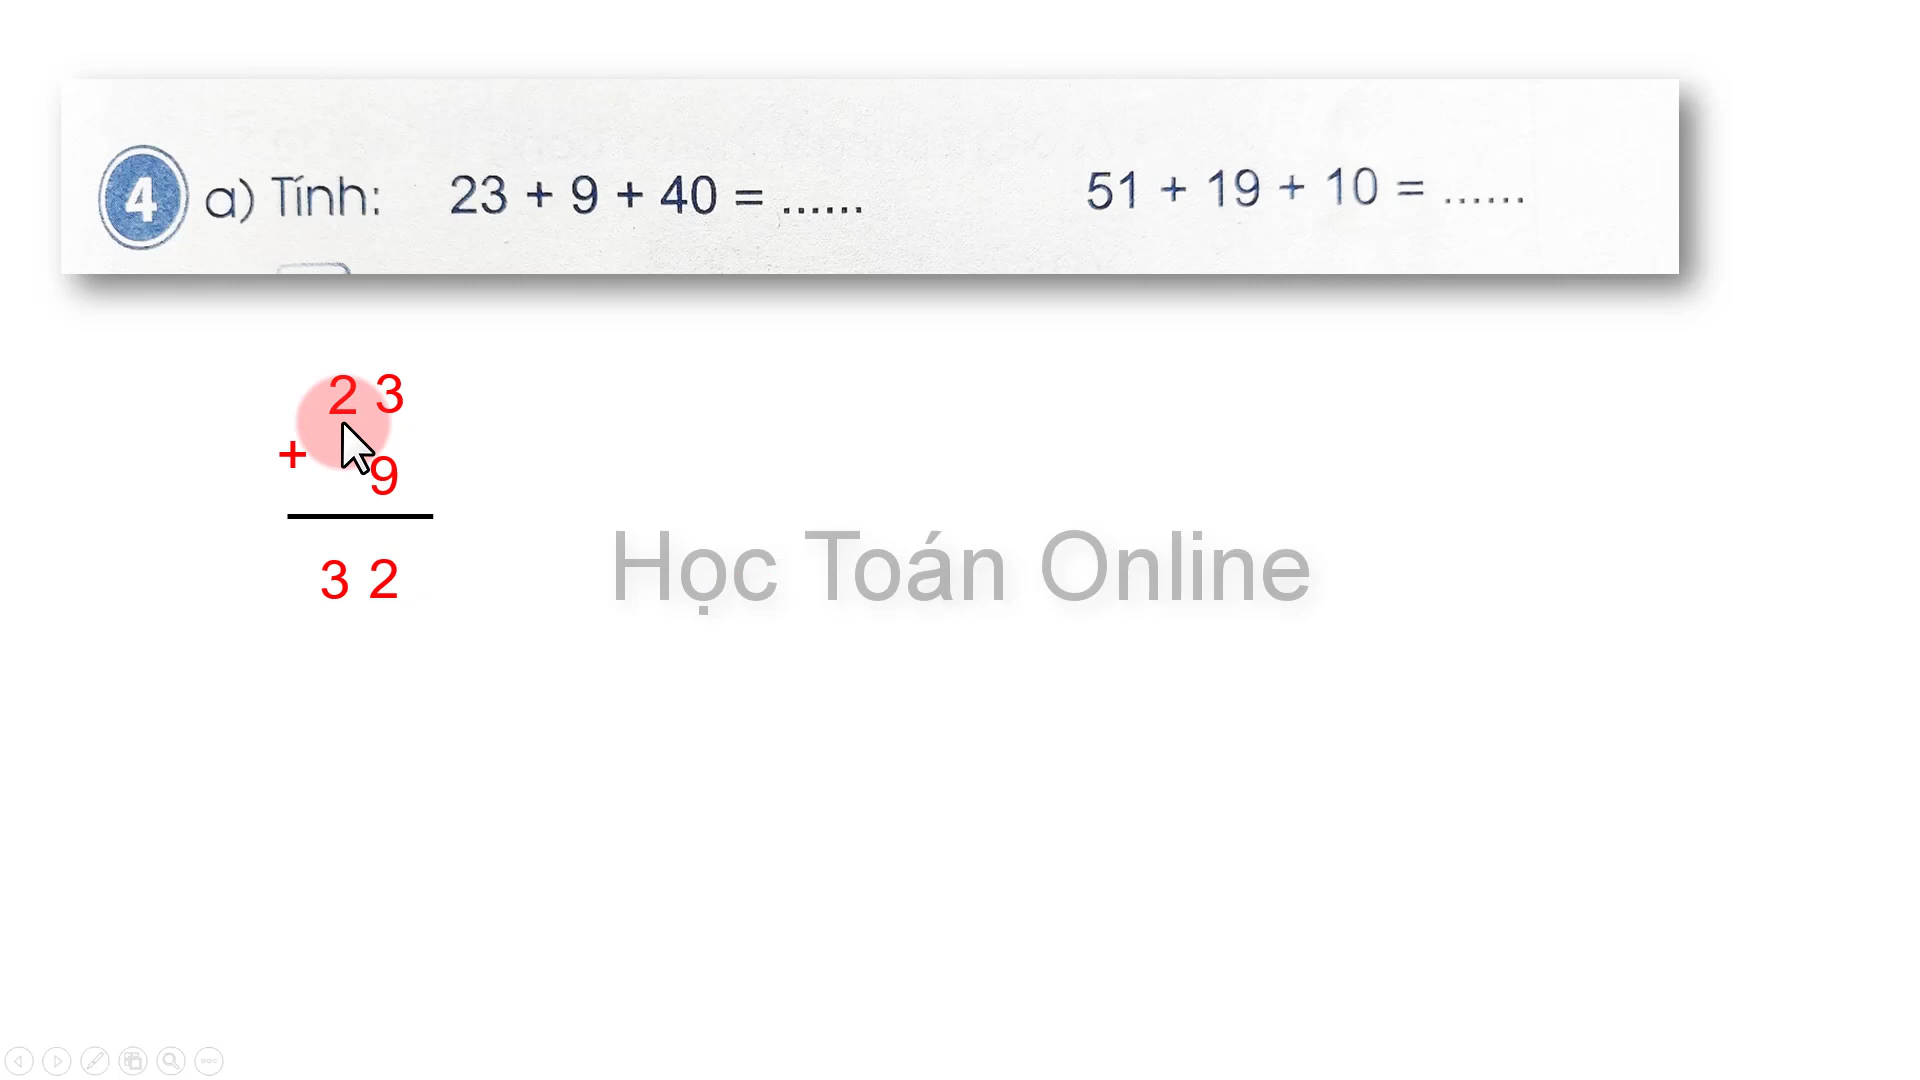 4 a) Tính: 23 + 9 + 40 = ...... 51 + 19 + 10 = ......
2 3
+
9
3 2
Học Toán Online